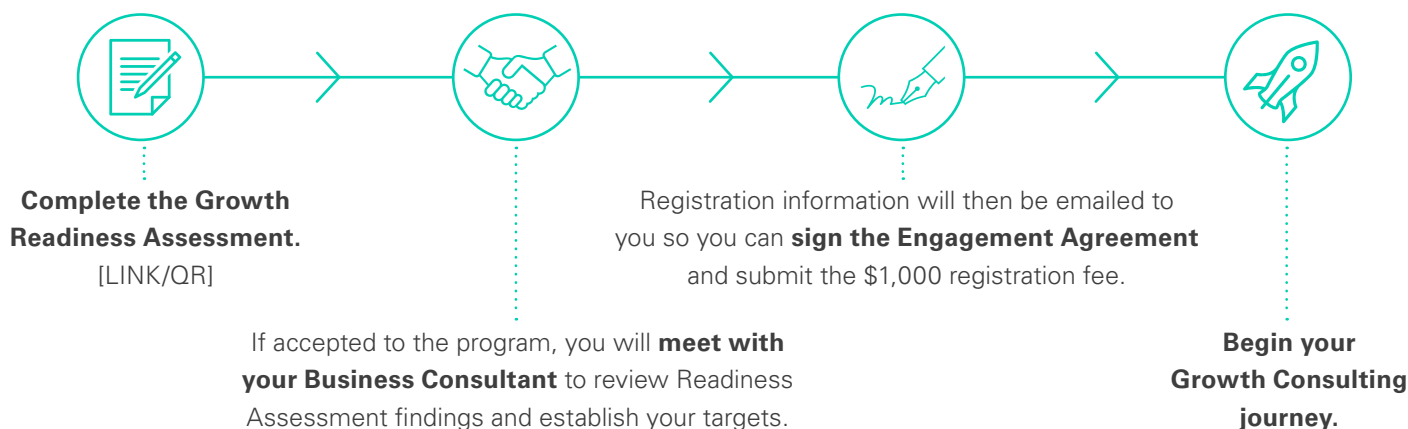 Complete the Growth
Readiness Assessment.
[LINK/QR]
If accepted to the program, you will meet with
your Business Consultant to review Readiness
Assessment findings and establish your targets.
Registration information will then be emailed to
you so you can sign the Engagement Agreement
and submit the $1,000 registration fee.
Begin your
Growth Consulting
journey.